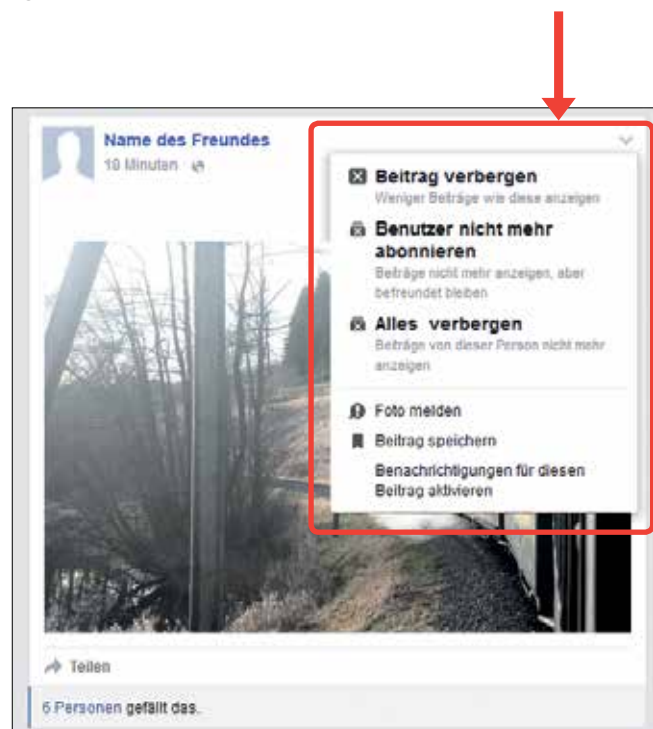 Name des Freundes
10 Minuten
Beitrag verbergen
Weniger Beiträge wie diese anzeigen
Benutzer nicht mehr
abonnieren
Beiträge nicht mehr anzeigen, aber
befreundet bleiben
Alles verbergen
Beiträge von dieser Person nicht mehr
anzeigen
Foto melden
Beitrag speichern
Benachrichtigungen für diesen
Beitrag aktivieren
Teilen
6 Personen gefällt das.